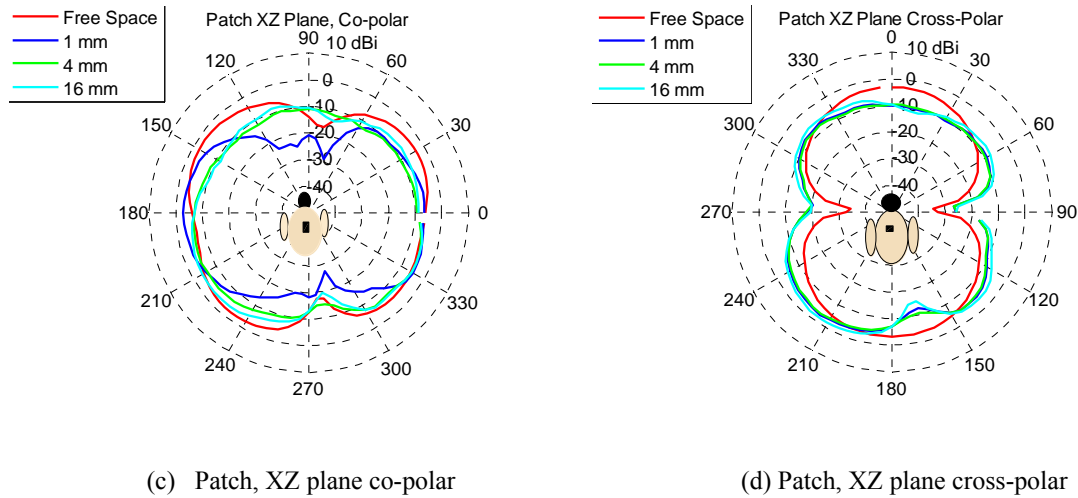 Free Space
1 mm
4 mm
16 mm
Patch XZ Plane, Co-polar
90
10 dBi
120
60
0
-10
150
30
-20
-30
-40
180
0
210
330
240
300
270
Free Space
1 mm
4 mm
16 mm
Patch XZ Plane Cross-Polar
0
10 dBi
330
30
0
-10
300
60
-20
-30
-40
270
90
240
120
210
150
180
(c) Patch, XZ plane co-polar
(d) Patch, XZ plane cross-polar